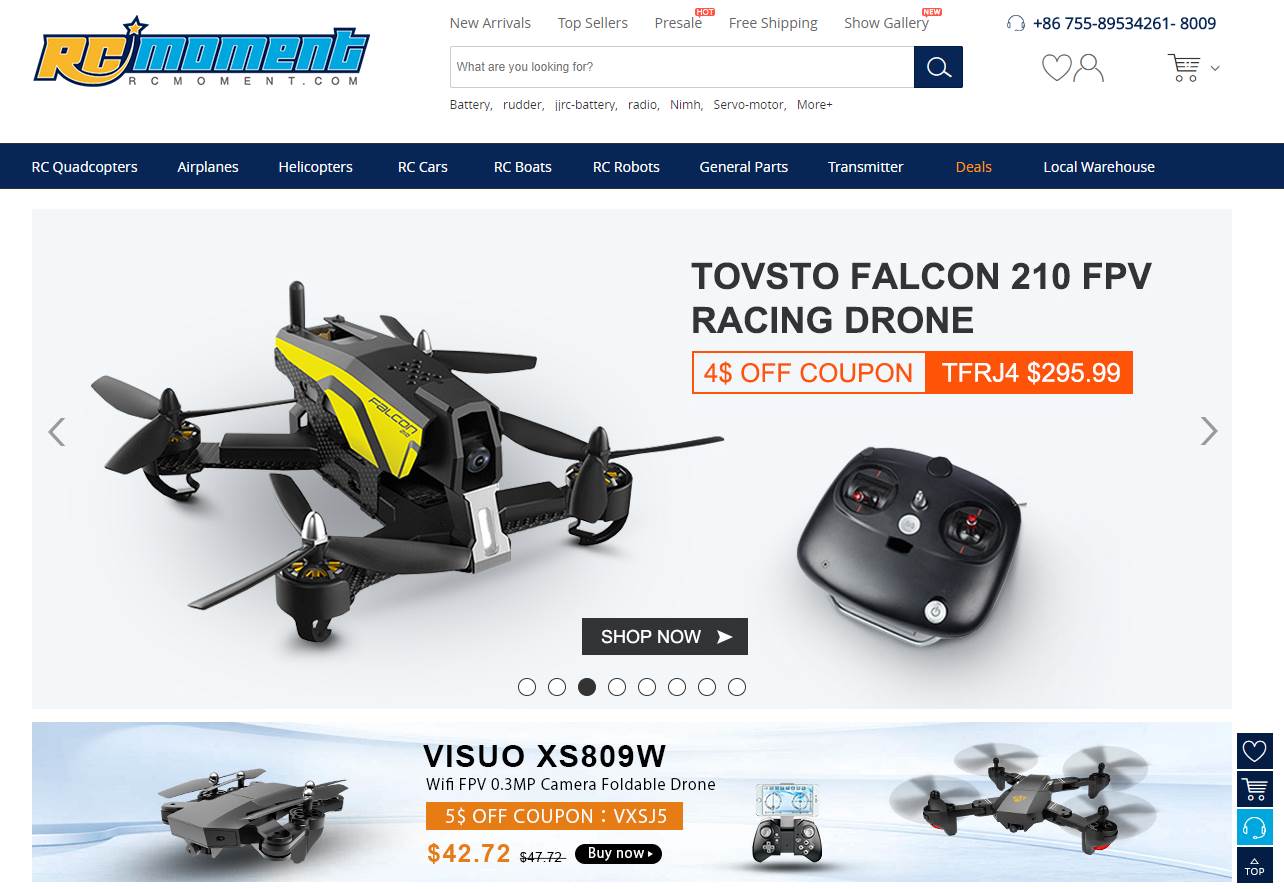 RCmoment
RCMOMENT.COM
New Arrivals Top Sellers Presale HOT Free Shipping Show Gallery NEW
+86 755-89534261- 8009
What are you looking for?
Battery, rudder, jjrc-battery, radio, Nimh, Servo-motor, More+
RC Quadcopters Airplanes Helicopters RC Cars RC Boats RC Robots General Parts Transmitter Deals Local Warehouse
TOVSTO FALCON 210 FPV
RACING DRONE
4$ OFF COUPON TFRJ4 $295.99
FALCON
210
SHOP NOW
VISUO XS809W
Wifi FPV 0.3MP Camera Foldable Drone
5$ OFF COUPON：VXSJ5
$42.72 $47.72 Buy now
TOP